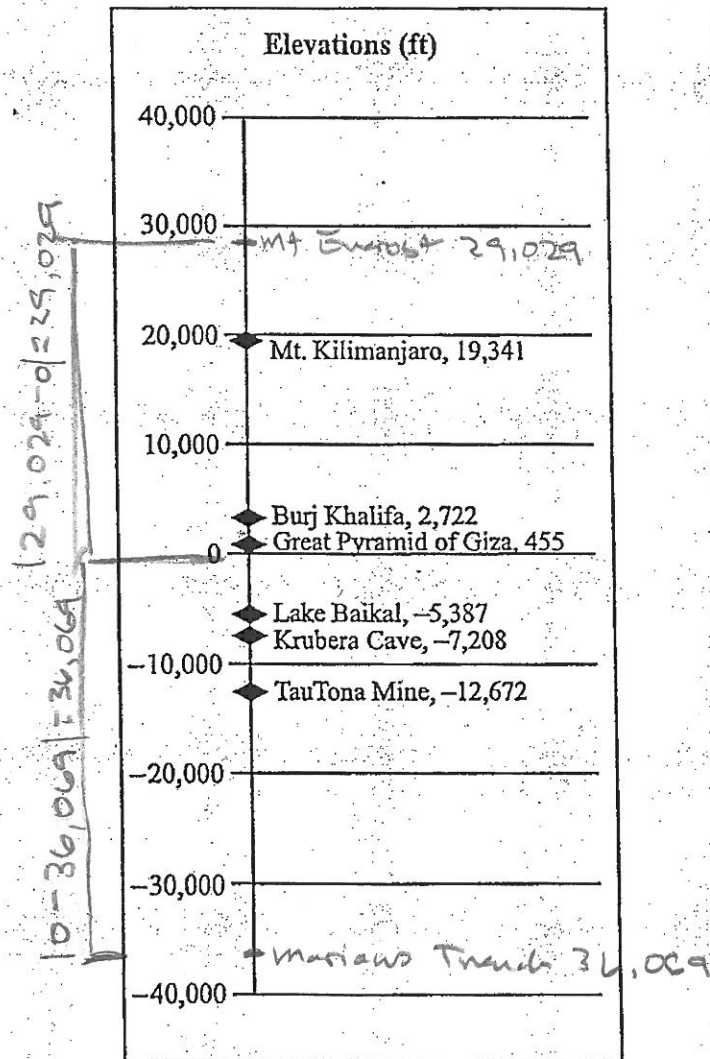 Elevations (ft)
40,000
30,000
Mt Everest 29,029
20,000
Mt. Kilimanjaro, 19,341
10,000
Burj Khalifa, 2,722
Great Pyramid of Giza, 455
0
Lake Baikal, –5,387
Krubera Cave, –7,208
–10,000
TauTona Mine, –12,672
–20,000
–30,000
Marianas Trench 36,069
–40,000
|29,029-0|=29,029
|0-36,069|=36,069